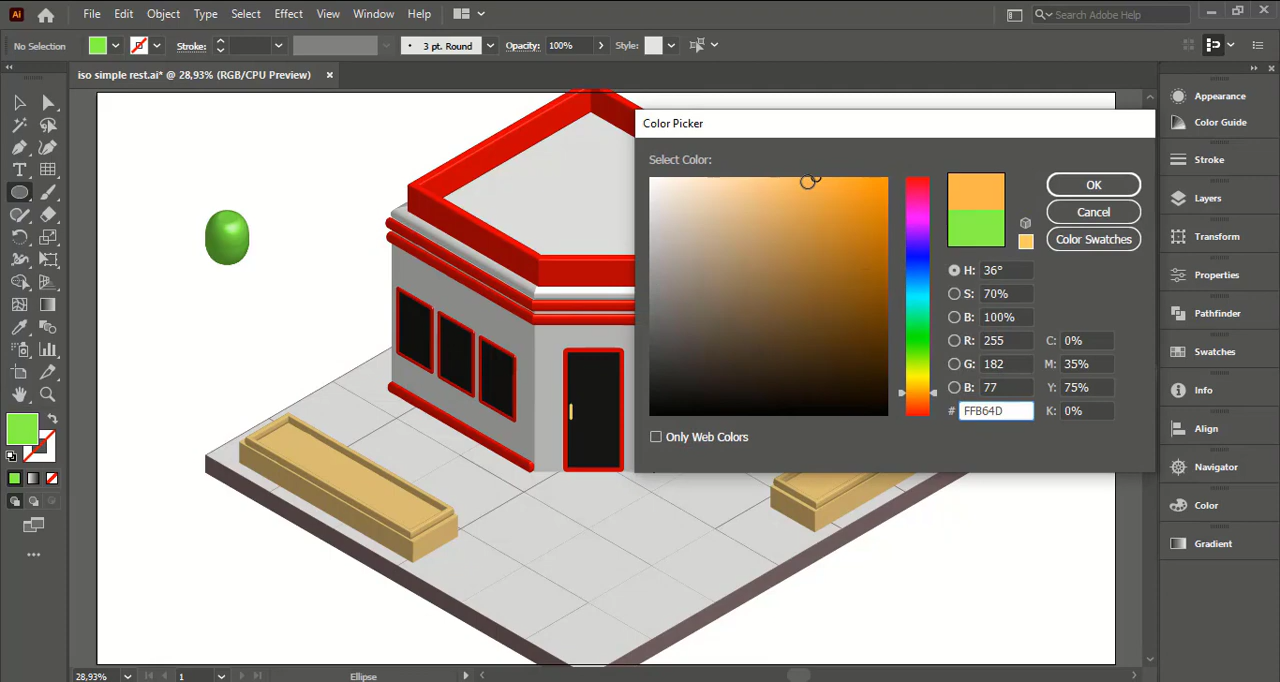 Ai File Edit Object Type Select Effect View Window Help Search Adobe Help
No Selection Stroke: 3 pt. Round Opacity: 100% Style:
iso simple rest.ai* @ 28,93% (RGB/CPU Preview)
Color Picker
Select Color:
OK
Cancel
Color Swatches
H: 36°
S: 70%
B: 100%
R: 255 C: 0%
G: 182 M: 35%
B: 77 Y: 75%
# FFB64D K: 0%
Only Web Colors
Appearance
Color Guide
Stroke
Layers
Transform
Properties
Pathfinder
Swatches
Info
Align
Navigator
Color
Gradient
28,93% 1 Ellipse